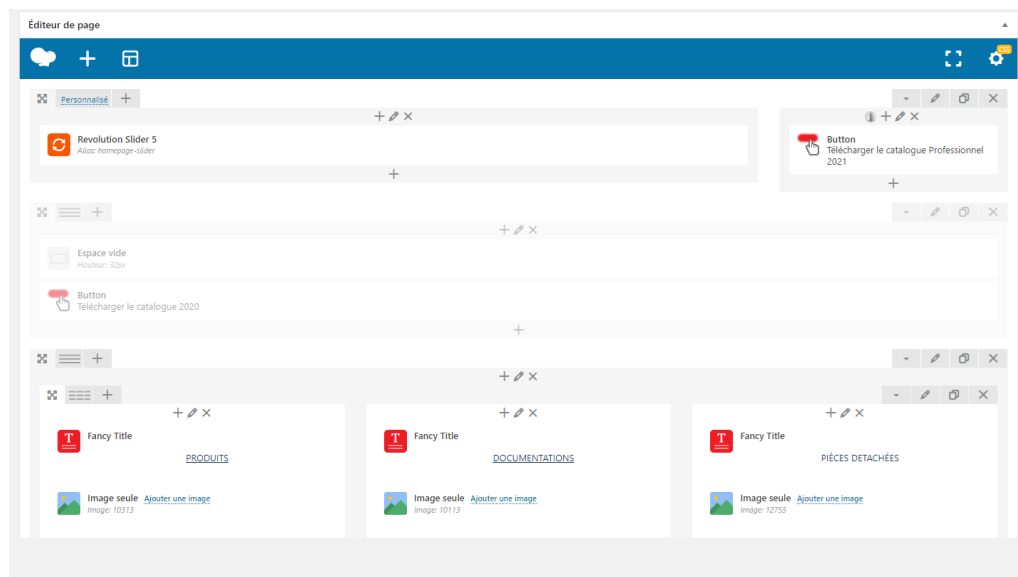 Éditeur de page
CSS
Personnalisé
Revolution Slider 5
Alias: homepage-slider
Button
Télécharger le catalogue Professionnel
2021
Espace vide
Hauteur: 32px
Button
Télécharger le catalogue 2020
Fancy Title
PRODUITS
Image seule Ajouter une image
Image: 10313
Fancy Title
DOCUMENTATIONS
Image seule Ajouter une image
Image: 10113
Fancy Title
PIÈCES DETACHÉES
Image seule Ajouter une image
Image: 12755